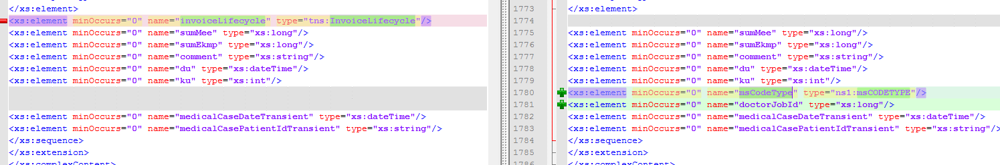 </xs:element>
<xs:element minOccurs="0" name="invoiceLifecycle" type="tns:InvoiceLifecycle"/>
<xs:element minOccurs="0" name="sumMee" type="xs:long"/>
<xs:element minOccurs="0" name="sumEkmp" type="xs:long"/>
<xs:element minOccurs="0" name="comment" type="xs:string"/>
<xs:element minOccurs="0" name="du" type="xs:dateTime"/>
<xs:element minOccurs="0" name="ku" type="xs:int"/>
<xs:element minOccurs="0" name="medicalCaseDateTransient" type="xs:dateTime"/>
<xs:element minOccurs="0" name="medicalCasePatientIdTransient" type="xs:string"/>
</xs:sequence>
</xs:extension>
</xs:complexContent>
1773 </xs:element>
1774
1775 <xs:element minOccurs="0" name="sumMee" type="xs:long"/>
1776 <xs:element minOccurs="0" name="sumEkmp" type="xs:long"/>
1777 <xs:element minOccurs="0" name="comment" type="xs:string"/>
1778 <xs:element minOccurs="0" name="du" type="xs:dateTime"/>
1779 <xs:element minOccurs="0" name="ku" type="xs:int"/>
1780 <xs:element minOccurs="0" name="msCodeType" type="ns1:msCODETYPE"/>
1781 <xs:element minOccurs="0" name="doctorJobId" type="xs:long"/>
1782 <xs:element minOccurs="0" name="medicalCaseDateTransient" type="xs:dateTime"/>
1783 <xs:element minOccurs="0" name="medicalCasePatientIdTransient" type="xs:string"/>
1784 </xs:sequence>
1785 </xs:extension>
1786 </xs:complexContent>